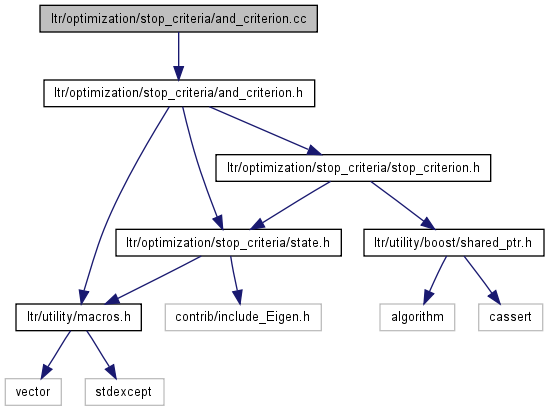 ltr/optimization/stop_criteria/and_criterion.cc
ltr/optimization/stop_criteria/and_criterion.h
ltr/optimization/stop_criteria/stop_criterion.h
ltr/optimization/stop_criteria/state.h
ltr/utility/boost/shared_ptr.h
ltr/utility/macros.h
contrib/include_Eigen.h
algorithm
cassert
vector
stdexcept